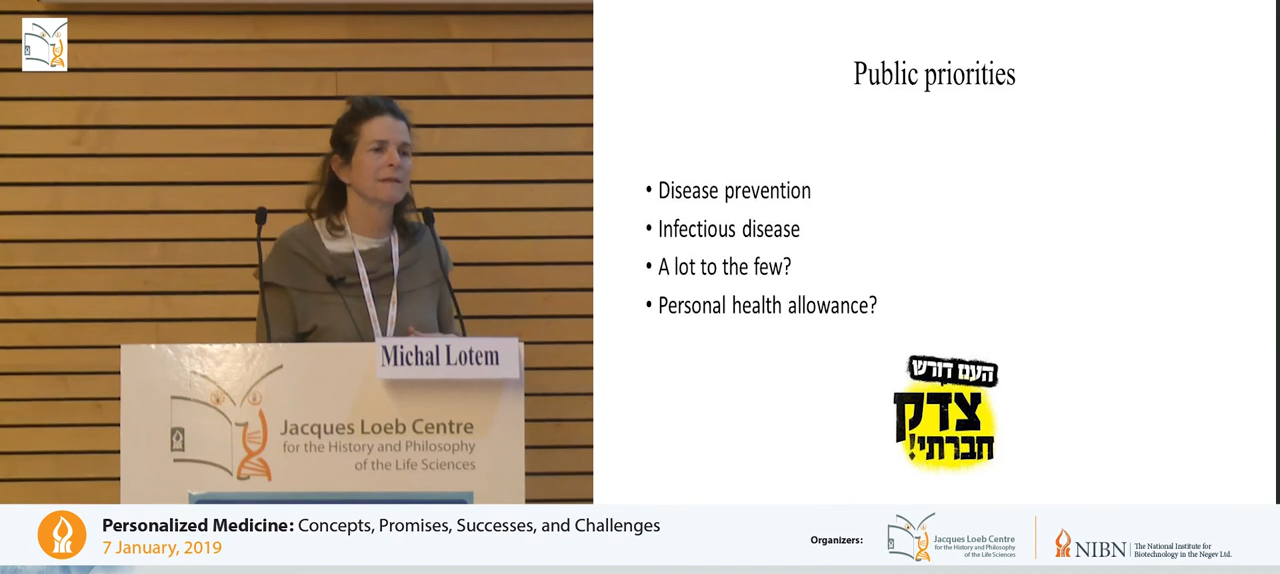 Public priorities
• Disease prevention
• Infectious disease
• A lot to the few?
• Personal health allowance?
העם דורש
צדק
חברתי!
Michal Lotem
Jacques Loeb Centre
for the History and Philosophy
of the Life Sciences
Personalized Medicine: Concepts, Promises, Successes, and Challenges
7 January, 2019
Organizers:
Jacques Loeb Centre
for the History and Philosophy
of the Life Sciences
NIBN
The National Institute for
Biotechnology in the Negev Ltd.